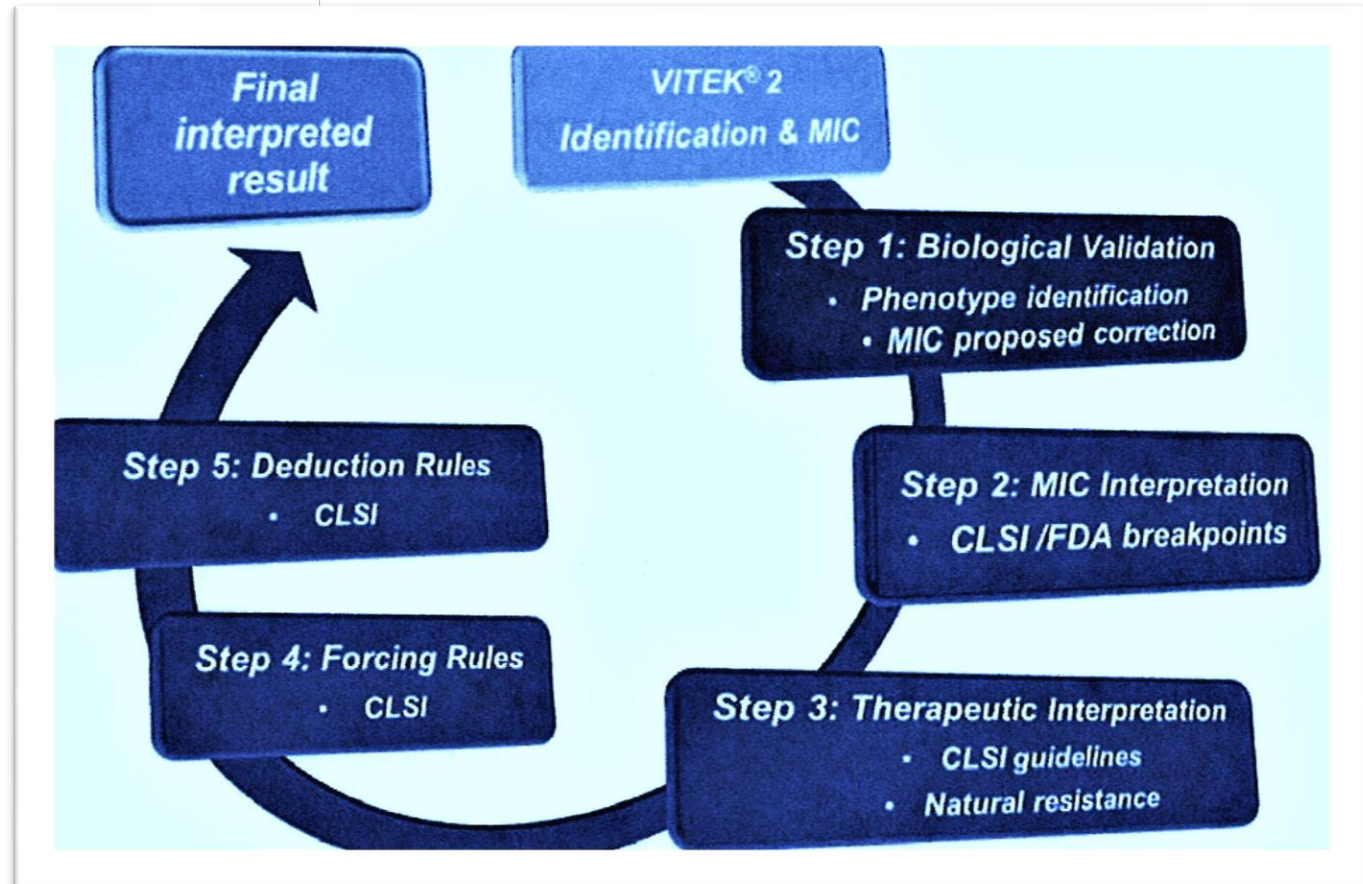 Final
interpreted
result
VITEK® 2
Identification & MIC
Step 1: Biological Validation
• Phenotype identification
• MIC proposed correction
Step 2: MIC Interpretation
• CLSI /FDA breakpoints
Step 3: Therapeutic Interpretation
• CLSI guidelines
• Natural resistance
Step 4: Forcing Rules
• CLSI
Step 5: Deduction Rules
• CLSI